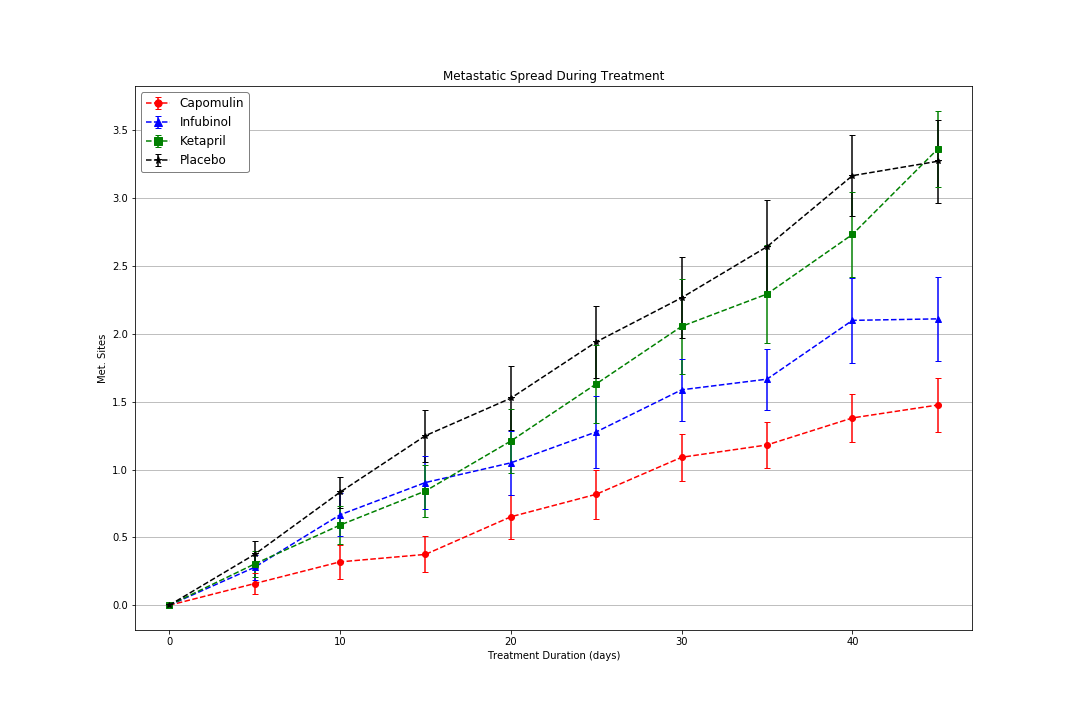 Metastatic Spread During Treatment
Capomulin
Infubinol
Ketapril
Placebo
Met. Sites
3.5
3.0
2.5
2.0
1.5
1.0
0.5
0.0
0 10 20 30 40
Treatment Duration (days)